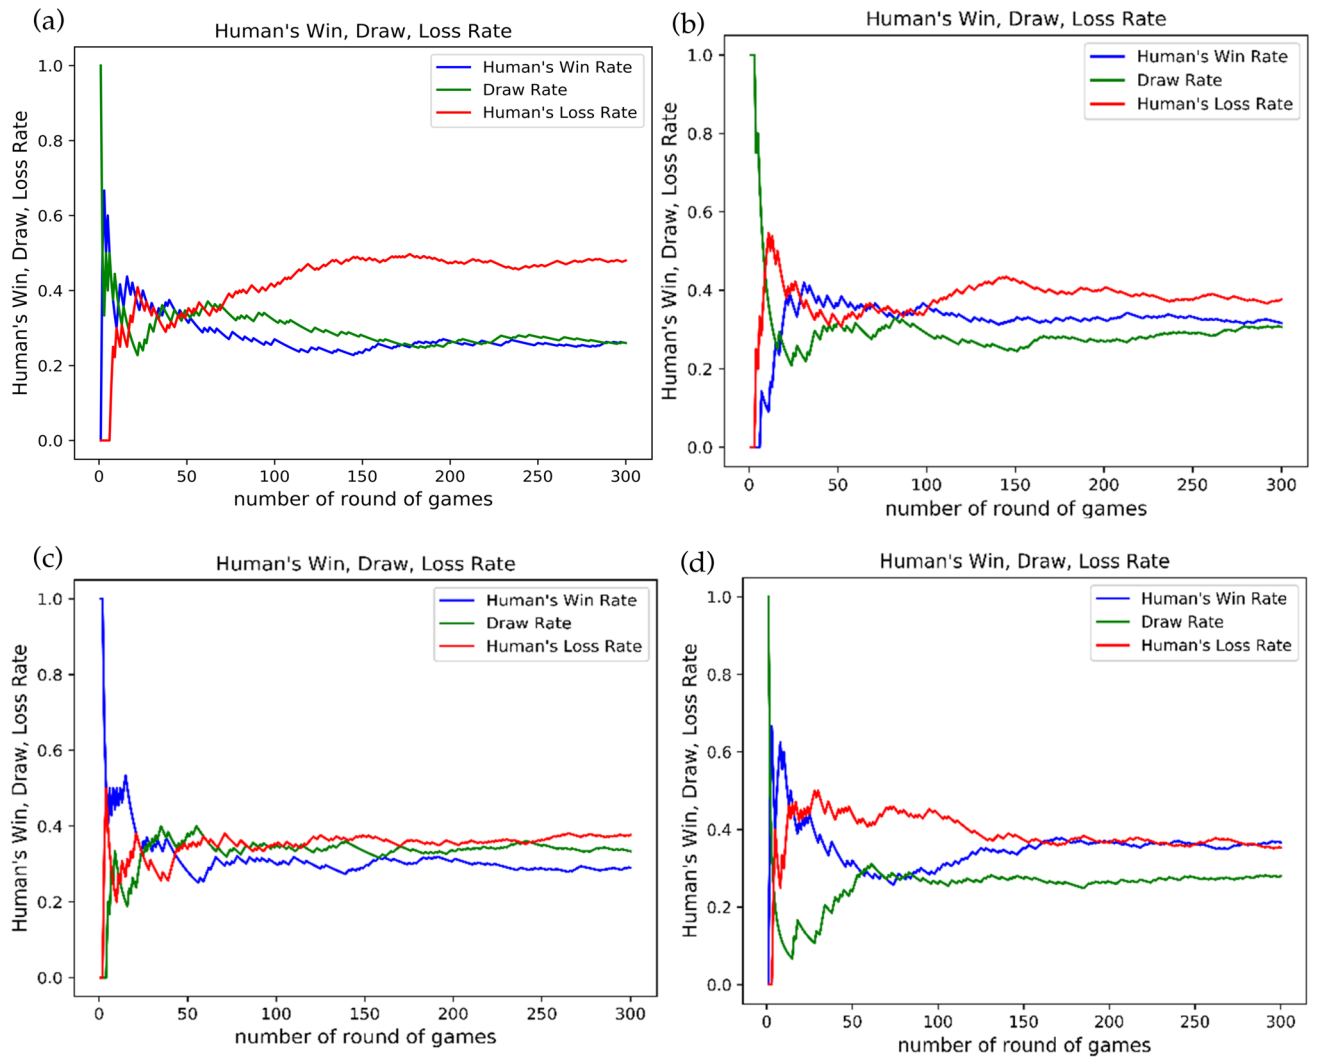 (a)
Human's Win, Draw, Loss Rate
Human's Win Rate
Draw Rate
Human's Loss Rate
Human's Win, Draw, Loss Rate
1.0
0.8
0.6
0.4
0.2
0.0
0 50 100 150 200 250 300
number of round of games
(b)
Human's Win, Draw, Loss Rate
Human's Win Rate
Draw Rate
Human's Loss Rate
Human's Win, Draw, Loss Rate
1.0
0.8
0.6
0.4
0.2
0.0
0 50 100 150 200 250 300
number of round of games
(c)
Human's Win, Draw, Loss Rate
Human's Win Rate
Draw Rate
Human's Loss Rate
Human's Win, Draw, Loss Rate
1.0
0.8
0.6
0.4
0.2
0.0
0 50 100 150 200 250 300
number of round of games
(d)
Human's Win, Draw, Loss Rate
Human's Win Rate
Draw Rate
Human's Loss Rate
Human's Win, Draw, Loss Rate
1.0
0.8
0.6
0.4
0.2
0.0
0 50 100 150 200 250 300
number of round of games